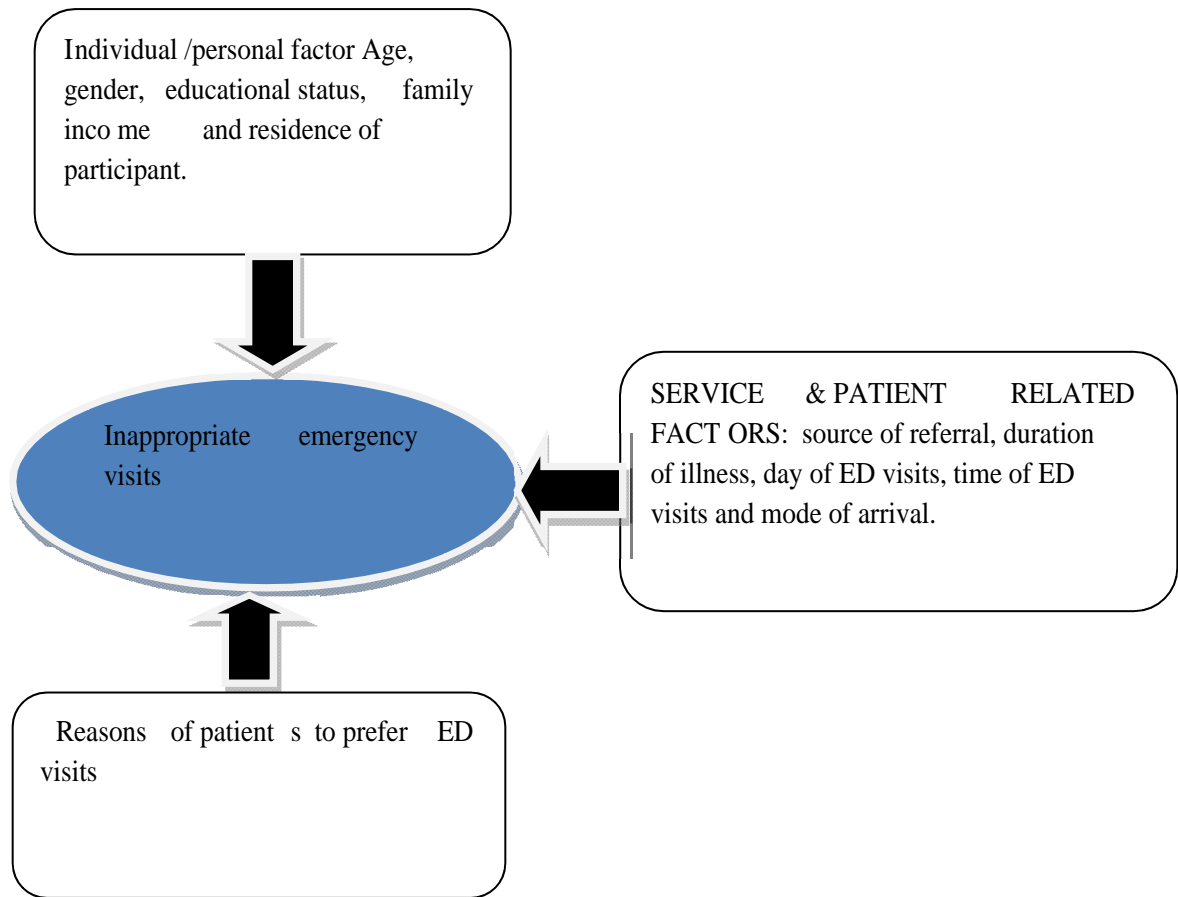 Individual /personal factor Age,
gender, educational status, family
inco me and residence of
participant.
Inappropriate emergency
visits
SERVICE & PATIENT RELATED
FACT ORS: source of referral, duration
of illness, day of ED visits, time of ED
visits and mode of arrival.
Reasons of patient s to prefer ED
visits